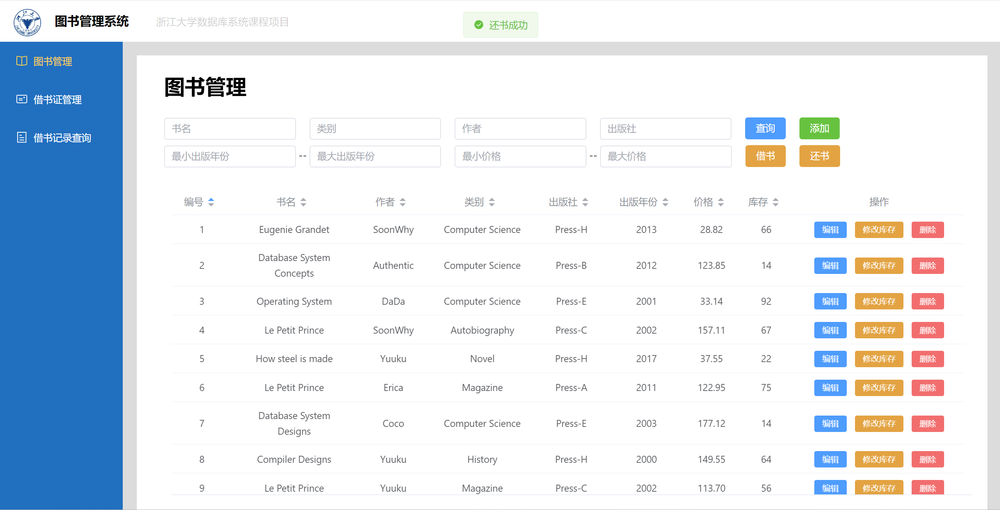 浙江大学
ZHEJIANG UNIVERSITY
1897
图书管理系统
浙江大学数据库系统课程项目
还书成功
图书管理
借书证管理
借书记录查询
图书管理
书名 类别 作者 出版社 查询 添加
最小出版年份 -- 最大出版年份 最小价格 -- 最大价格 借书 还书
编号 书名 作者 类别 出版社 出版年份 价格 库存 操作
1 Eugenie Grandet SoonWhy Computer Science Press-H 2013 28.82 66 编辑 修改库存 删除
2 Database System Concepts Authentic Computer Science Press-B 2012 123.85 14 编辑 修改库存 删除
3 Operating System DaDa Computer Science Press-E 2001 33.14 92 编辑 修改库存 删除
4 Le Petit Prince SoonWhy Autobiography Press-C 2002 157.11 67 编辑 修改库存 删除
5 How steel is made Yuuku Novel Press-H 2017 37.55 22 编辑 修改库存 删除
6 Le Petit Prince Erica Magazine Press-A 2011 122.95 75 编辑 修改库存 删除
7 Database System Designs Coco Computer Science Press-E 2003 177.12 14 编辑 修改库存 删除
8 Compiler Designs Yuuku History Press-H 2000 149.55 64 编辑 修改库存 删除
9 Le Petit Prince Yuuku Magazine Press-C 2002 113.70 56 编辑 修改库存 删除